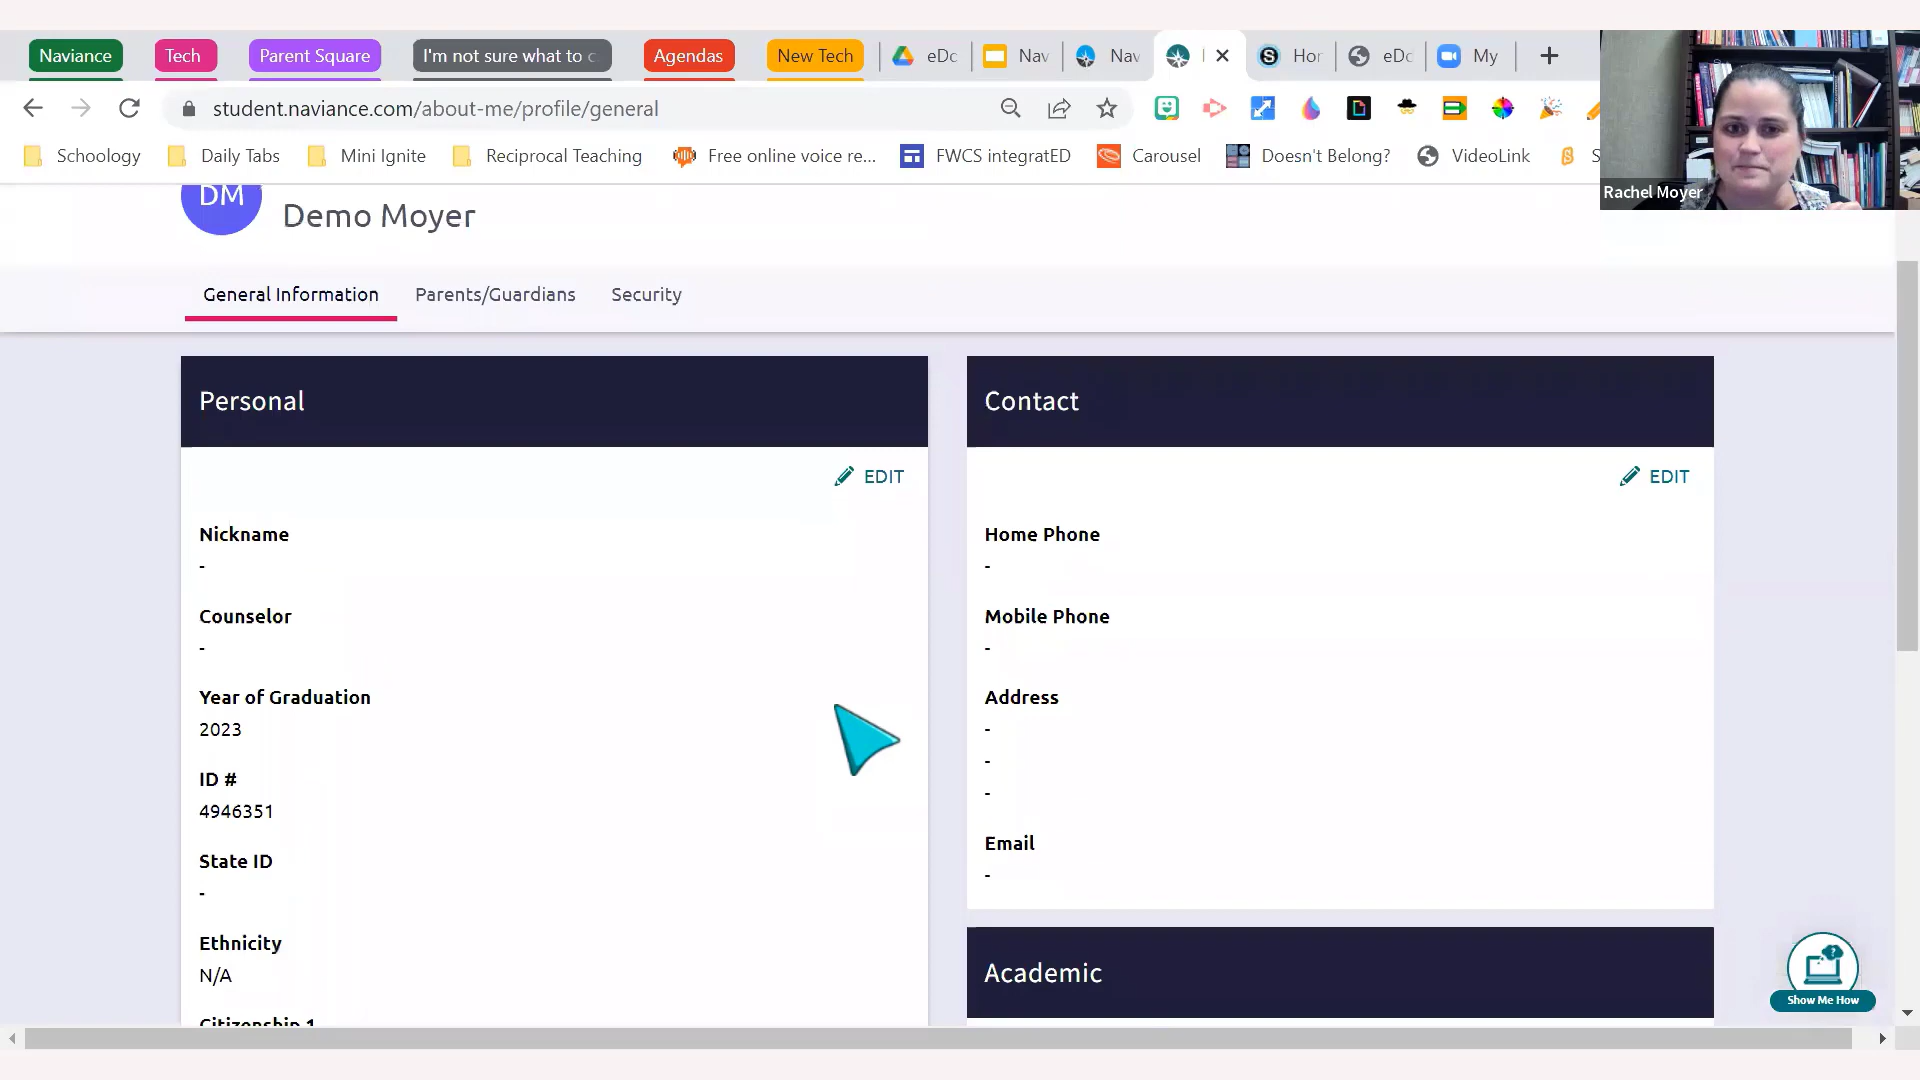 Naviance Tech Parent Square I'm not sure what to c Agendas New Tech eDc Nav Nav Hor eDc My
student.naviance.com/about-me/profile/general
Schoology Daily Tabs Mini Ignite Reciprocal Teaching Free online voice re... FWCS integratED Carousel Doesn't Belong? VideoLink S
Rachel Moyer
DM
Demo Moyer
General Information Parents/Guardians Security
Personal
EDIT
Nickname
-
Counselor
-
Year of Graduation
2023
ID #
4946351
State ID
-
Ethnicity
N/A
Citizenship 1
Contact
EDIT
Home Phone
-
Mobile Phone
-
Address
-
-
-
Email
-
Academic
Show Me How